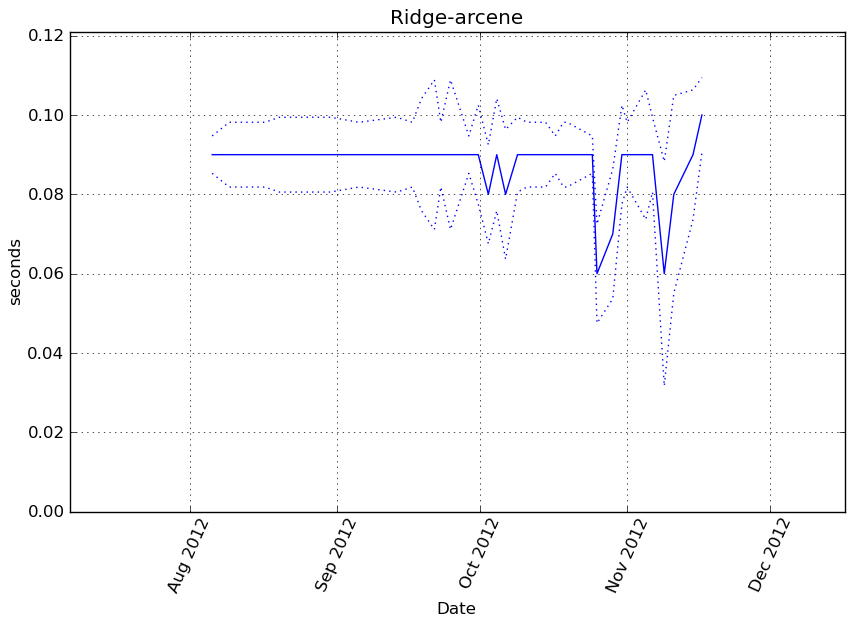 Ridge-arcene
0.12
0.10
0.08
0.06
0.04
0.02
0.00
seconds
Aug 2012
Sep 2012
Oct 2012
Nov 2012
Dec 2012
Date